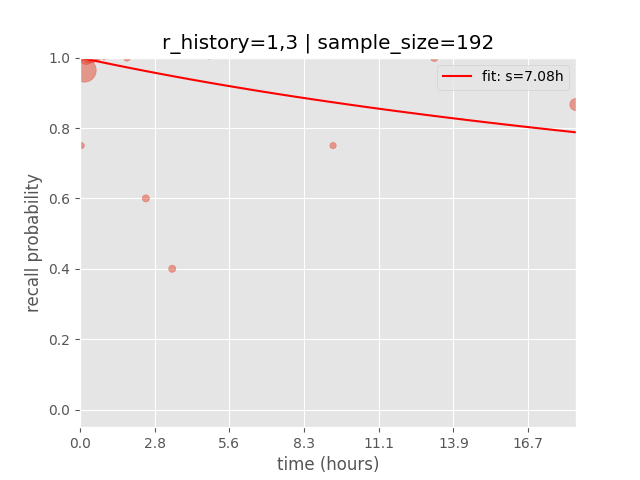 r_history=1,3 | sample_size=192
fit: s=7.08h
1.0
0.8
0.6
0.4
0.2
0.0
recall probability
0.0 2.8 5.6 8.3 11.1 13.9 16.7
time (hours)